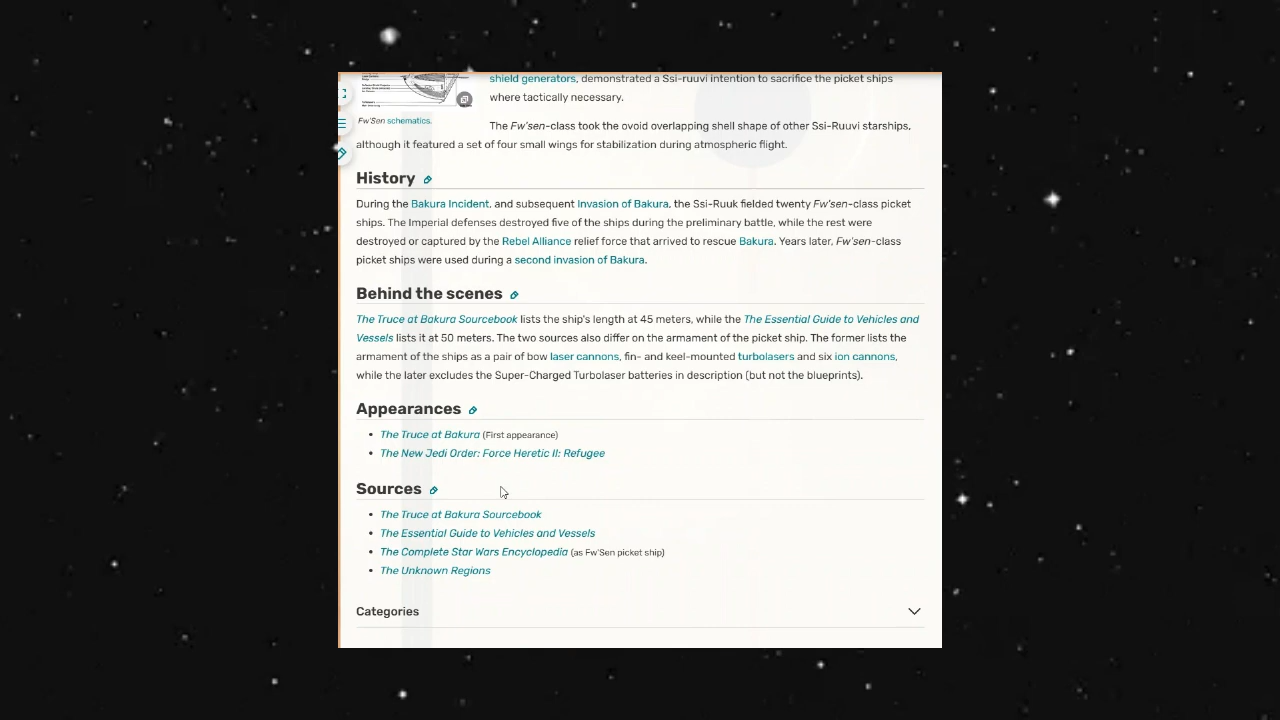 shield generators, demonstrated a Ssi-ruuvi intention to sacrifice the picket ships
where tactically necessary.
Fw'Sen schematics.
The Fw'sen-class took the ovoid overlapping shell shape of other Ssi-Ruuvi starships,
although it featured a set of four small wings for stabilization during atmospheric flight.
History
During the Bakura Incident, and subsequent Invasion of Bakura, the Ssi-Ruuk fielded twenty Fw'sen-class picket
ships. The Imperial defenses destroyed five of the ships during the preliminary battle, while the rest were
destroyed or captured by the Rebel Alliance relief force that arrived to rescue Bakura. Years later, Fw'sen-class
picket ships were used during a second invasion of Bakura.
Behind the scenes
The Truce at Bakura Sourcebook lists the ship's length at 45 meters, while the The Essential Guide to Vehicles and
Vessels lists it at 50 meters. The two sources also differ on the armament of the picket ship. The former lists the
armament of the ships as a pair of bow laser cannons, fin- and keel-mounted turbolasers and six ion cannons,
while the later excludes the Super-Charged Turbolaser batteries in description (but not the blueprints).
Appearances
• The Truce at Bakura (First appearance)
• The New Jedi Order: Force Heretic II: Refugee
Sources
• The Truce at Bakura Sourcebook
• The Essential Guide to Vehicles and Vessels
• The Complete Star Wars Encyclopedia (as Fw'Sen picket ship)
• The Unknown Regions
Categories